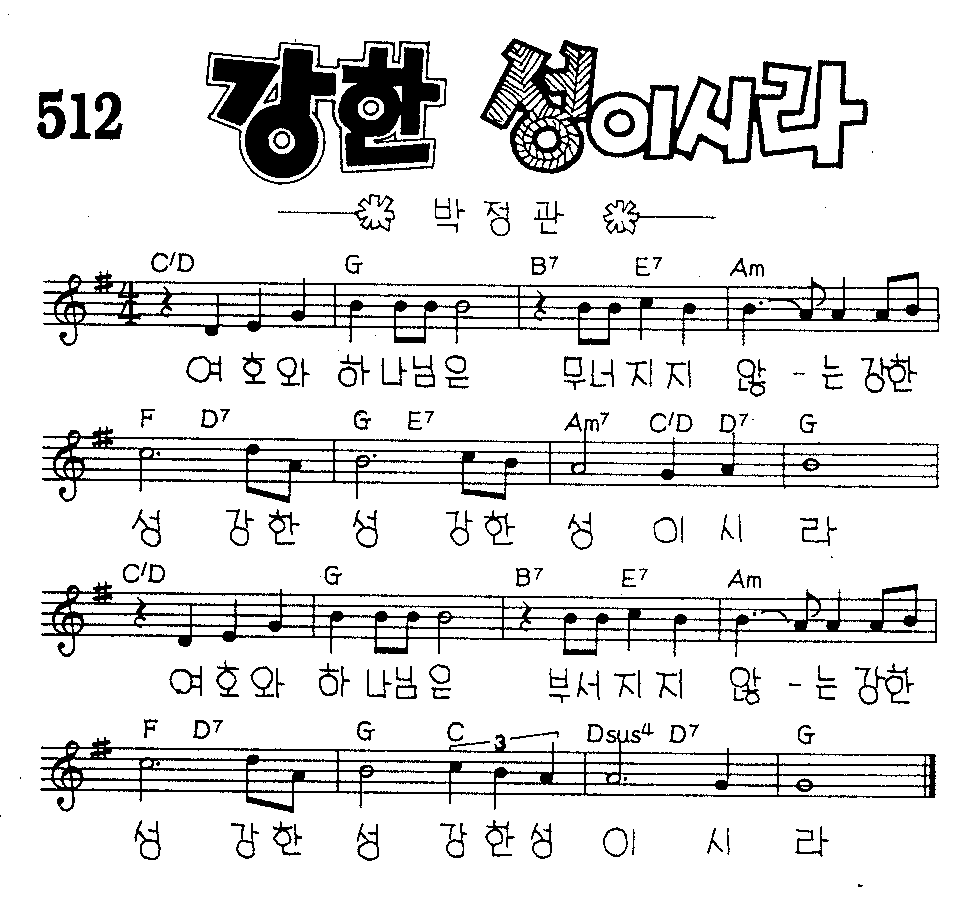 512
강한 성이시라
박정관
C/D G B7 E7 Am
4
4
여호와 하나님은 무너지지 않-는 강한
F D7 G E7 Am7 C/D D7 G
성 강한 성 강한 성 이 시 라
C/D G B7 E7 Am
여호와 하나님은 부서지지 않-는 강한
F D7 G C 3 Dsus4 D7 G
성 강한 성 강한성 이 시 라